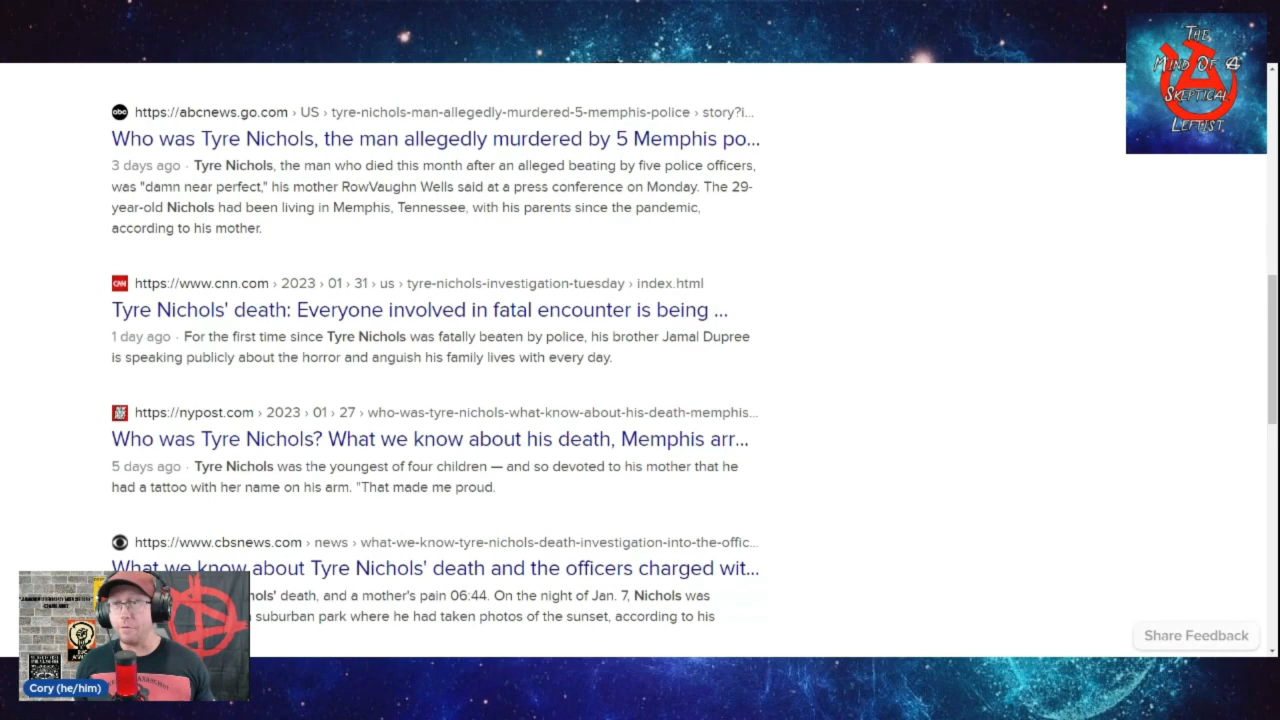 THE
MIND OF A
SKEPTICAL
LEFTIST
https://abcnews.go.com › US › tyre-nichols-man-allegedly-murdered-5-memphis-police › story?i...
Who was Tyre Nichols, the man allegedly murdered by 5 Memphis po...
3 days ago · Tyre Nichols, the man who died this month after an alleged beating by five police officers,
was "damn near perfect," his mother RowVaughn Wells said at a press conference on Monday. The 29-
year-old Nichols had been living in Memphis, Tennessee, with his parents since the pandemic,
according to his mother.
CNN https://www.cnn.com › 2023 › 01 › 31 › us › tyre-nichols-investigation-tuesday › index.html
Tyre Nichols' death: Everyone involved in fatal encounter is being ...
1 day ago · For the first time since Tyre Nichols was fatally beaten by police, his brother Jamal Dupree
is speaking publicly about the horror and anguish his family lives with every day.
https://nypost.com › 2023 › 01 › 27 › who-was-tyre-nichols-what-know-about-his-death-memphis...
Who was Tyre Nichols? What we know about his death, Memphis arr...
5 days ago · Tyre Nichols was the youngest of four children — and so devoted to his mother that he
had a tattoo with her name on his arm. "That made me proud.
https://www.cbsnews.com › news › what-we-know-tyre-nichols-death-investigation-into-the-offic...
What we know about Tyre Nichols' death and the officers charged wit...
hols' death, and a mother's pain 06:44. On the night of Jan. 7, Nichols was
suburban park where he had taken photos of the sunset, according to his
Share Feedback
Cory (he/him)